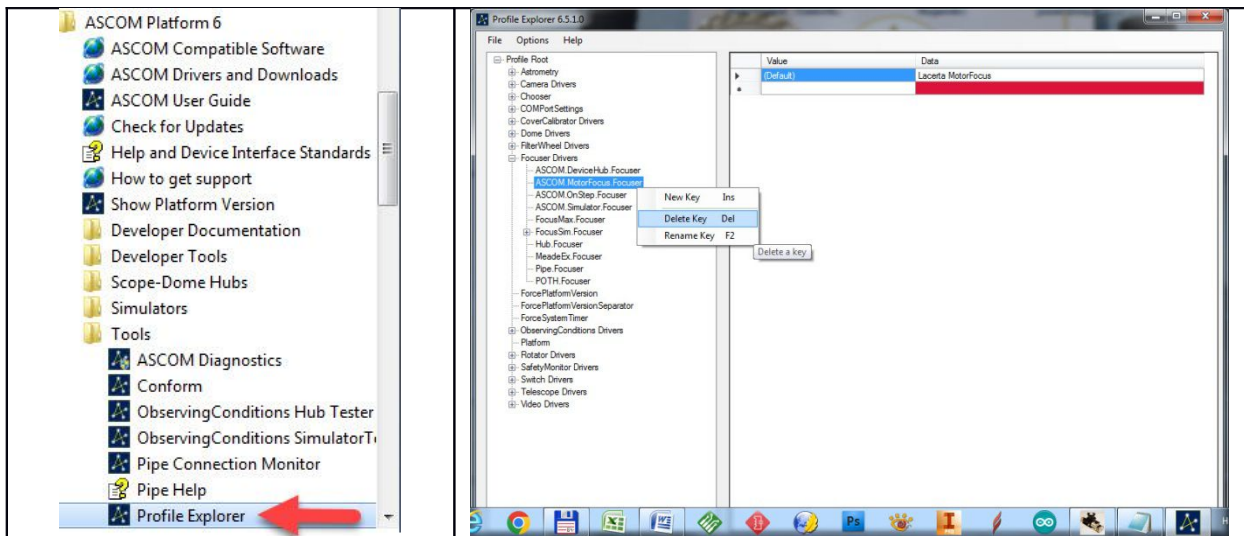 ASCOM Platform 6
ASCOM Compatible Software
ASCOM Drivers and Downloads
ASCOM User Guide
Check for Updates
Help and Device Interface Standards
How to get support
Show Platform Version
Developer Documentation
Developer Tools
Scope-Dome Hubs
Simulators
Tools
ASCOM Diagnostics
Conform
ObservingConditions Hub Tester
ObservingConditions SimulatorT
Pipe Connection Monitor
Pipe Help
Profile Explorer
Profile Explorer 6.5.1.0
File Options Help
Profile Root
Astrometry
Camera Drivers
Chooser
COMPortSettings
CoverCalibrator Drivers
Dome Drivers
FilterWheel Drivers
Focuser Drivers
ASCOM.DeviceHub.Focuser
ASCOM.MotorFocus.Focuser
ASCOM.OnStep.Focuser
ASCOM.Simulator.Focuser
FocusMax.Focuser
FocusSim.Focuser
Hub.Focuser
MeadeEx.Focuser
Pipe.Focuser
POTH.Focuser
ForcePlatformVersion
ForcePlatformVersionSeparator
ForceSystemTimer
ObservingConditions Drivers
Platform
Rotator Drivers
SafetyMonitor Drivers
Switch Drivers
Telescope Drivers
Video Drivers
New Key Ins
Delete Key Del
Rename Key F2
Delete a key
Value Data
(Default) Lacerta MotorFocus
Ps
I
H